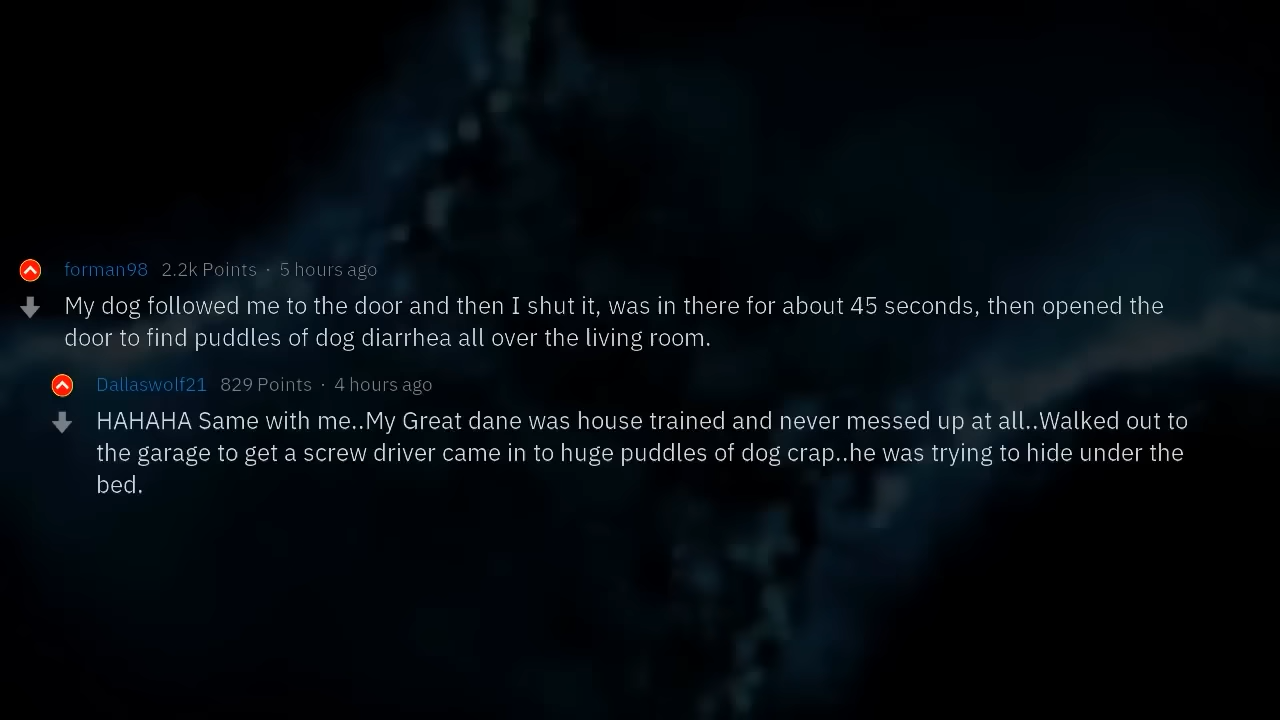 forman98 2.2k Points · 5 hours ago
My dog followed me to the door and then I shut it, was in there for about 45 seconds, then opened the
door to find puddles of dog diarrhea all over the living room.
Dallaswolf21 829 Points · 4 hours ago
HAHAHA Same with me..My Great dane was house trained and never messed up at all..Walked out to
the garage to get a screw driver came in to huge puddles of dog crap..he was trying to hide under the
bed.